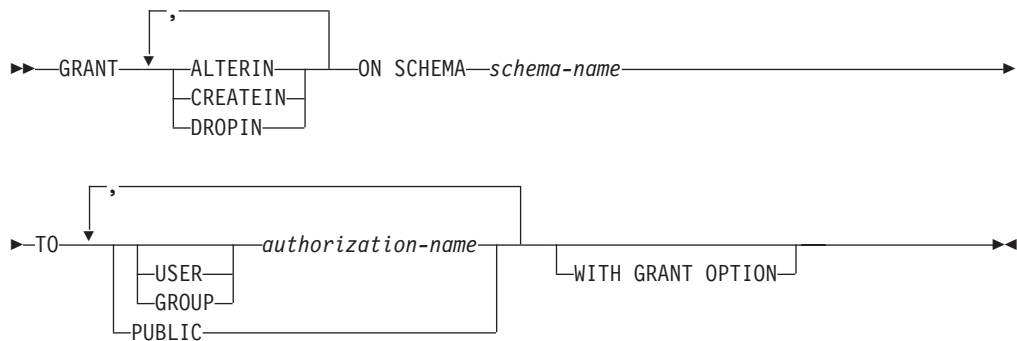 ,
GRANT ALTERIN ON SCHEMA schema-name
CREATEIN
DROPIN
,
TO authorization-name
USER WITH GRANT OPTION
GROUP
PUBLIC